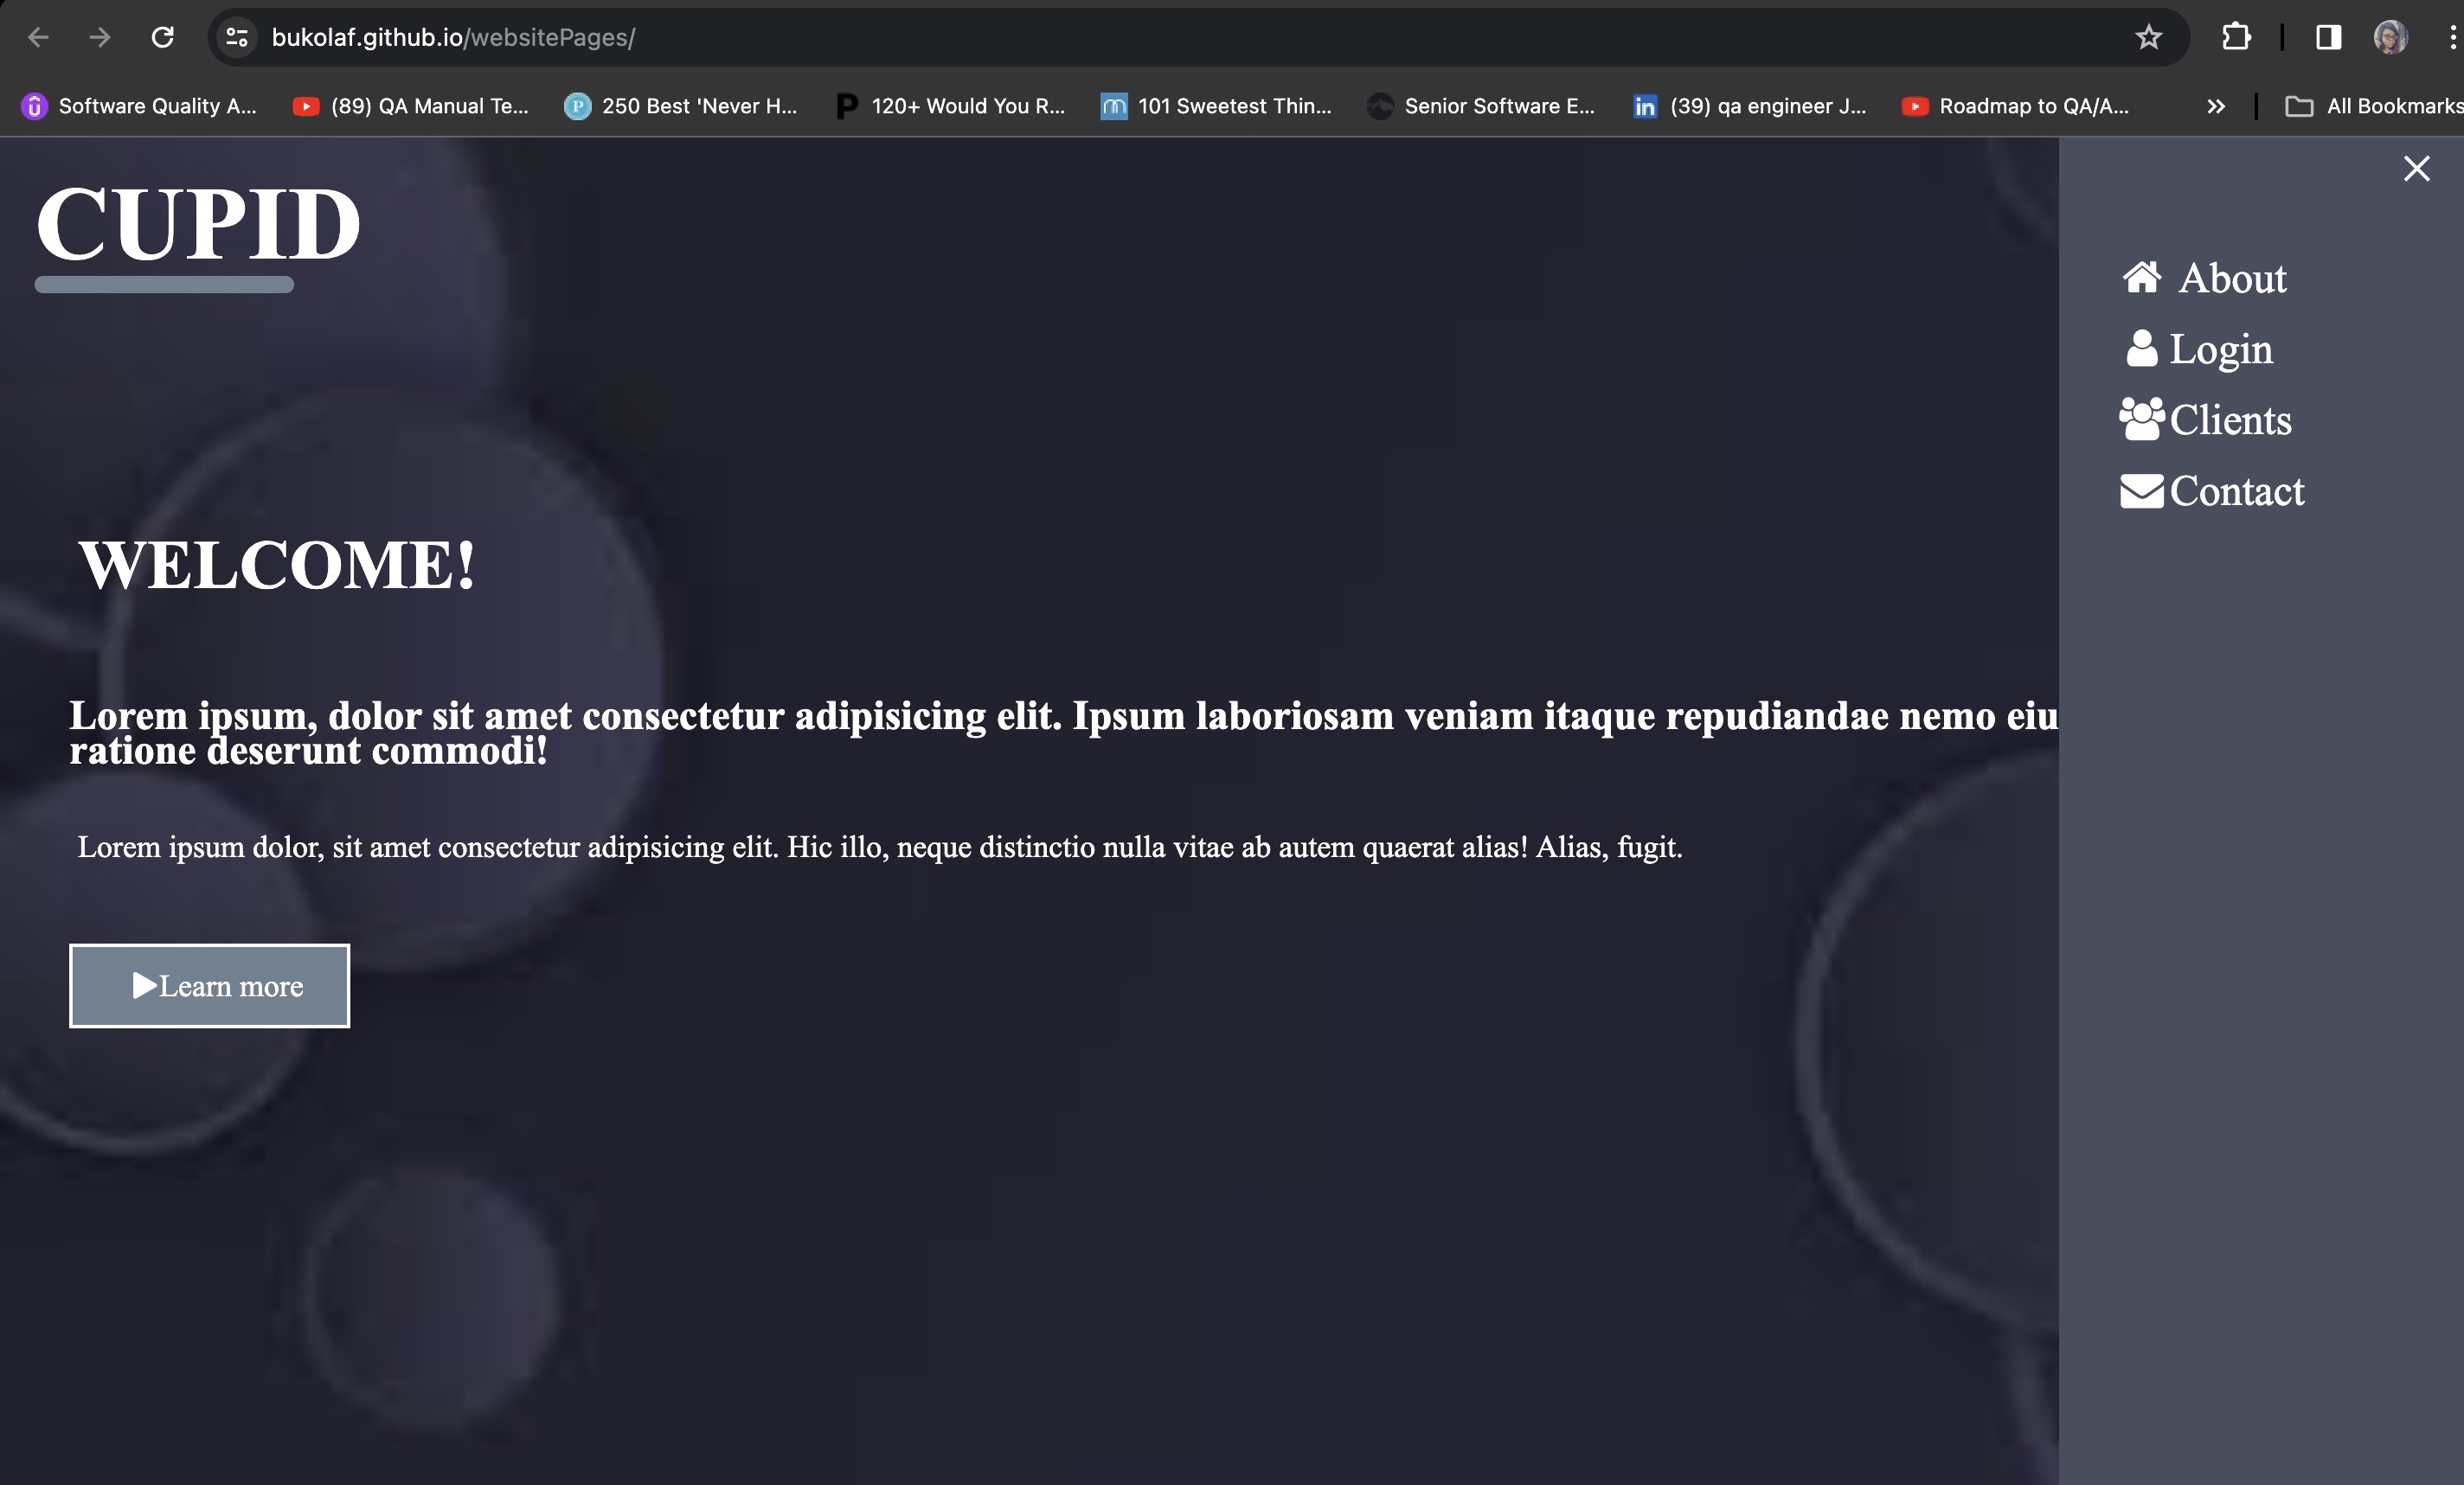 bukolaf.github.io/websitePages/
Software Quality A... (89) QA Manual Te... P 250 Best 'Never H... P 120+ Would You R... m 101 Sweetest Thin... Senior Software E... in (39) qa engineer J... Roadmap to QA/A... » All Bookmarks
CUPID
About
Login
Clients
Contact
WELCOME!
Lorem ipsum, dolor sit amet consectetur adipisicing elit. Ipsum laboriosam veniam itaque repudiandae nemo eiu
ratione deserunt commodi!
Lorem ipsum dolor, sit amet consectetur adipisicing elit. Hic illo, neque distinctio nulla vitae ab autem quaerat alias! Alias, fugit.
Learn more